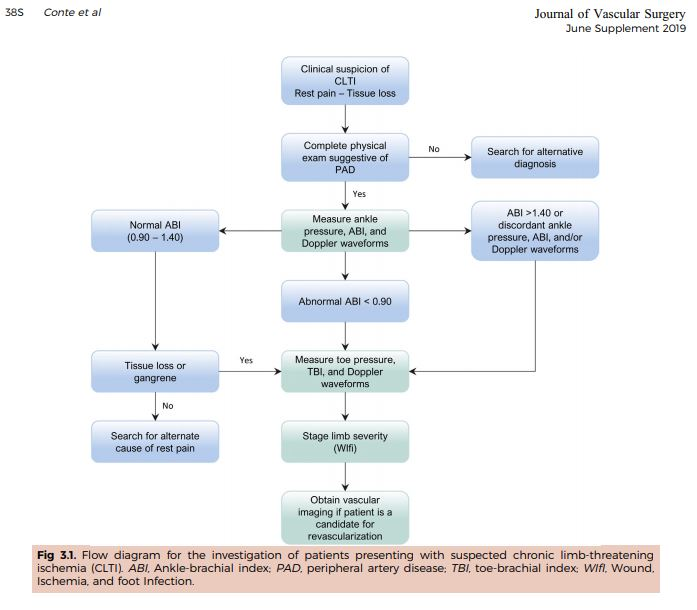 38S Conte et al
Journal of Vascular Surgery
June Supplement 2019
Clinical suspicion of
CLTI
Rest pain – Tissue loss
Complete physical
exam suggestive of
PAD
No
Search for alternative
diagnosis
Yes
Normal ABI
(0.90 – 1.40)
Measure ankle
pressure, ABI, and
Doppler waveforms
ABI >1.40 or
discordant ankle
pressure, ABI, and/or
Doppler waveforms
Abnormal ABI < 0.90
Tissue loss or
gangrene
Yes
Measure toe pressure,
TBI, and Doppler
waveforms
No
Search for alternate
cause of rest pain
Stage limb severity
(WIfi)
Obtain vascular
imaging if patient is a
candidate for
revascularization
Fig 3.1. Flow diagram for the investigation of patients presenting with suspected chronic limb-threatening
ischemia (CLTI). ABI, Ankle-brachial index; PAD, peripheral artery disease; TBI, toe-brachial index; WIfI, Wound,
Ischemia, and foot Infection.